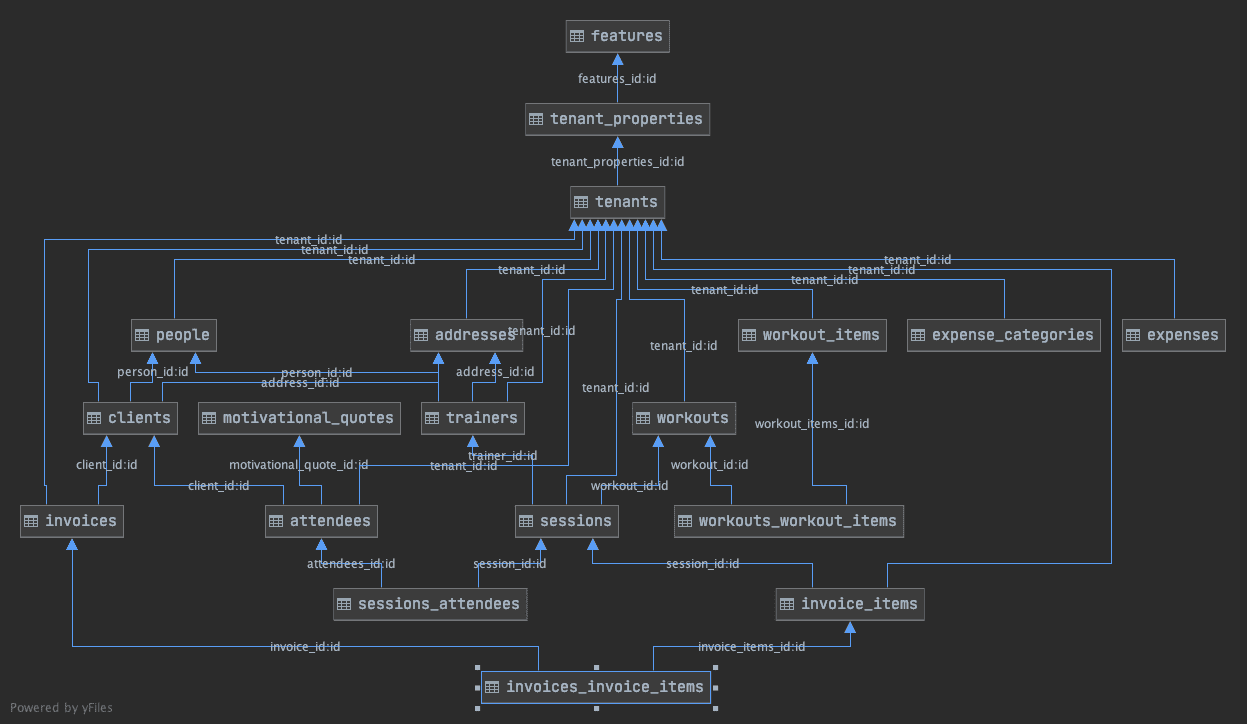 features
features_id:id
tenant_properties
tenant_properties_id:id
tenants
tenant_id:id
tenant_id:id
tenant_id:id
tenant_id:id
tenant_id:id
tenant_id:id
tenant_id:id
tenant_id:id
people
addresses
tenant_id:id
workout_items
expense_categories
expenses
tenant_id:id
person_id:id
person_id:id
address_id:id
address_id:id
tenant_id:id
clients
motivational_quotes
trainers
workouts
workout_items_id:id
trainer_id:id
client_id:id
motivational_quote_id:id
tenant_id:id
workout_id:id
client_id:id
workout_id:id
invoices
attendees
sessions
workouts_workout_items
attendees_id:id
session_id:id
session_id:id
sessions_attendees
invoice_items
invoice_id:id
invoice_items_id:id
invoices_invoice_items
Powered by yFiles